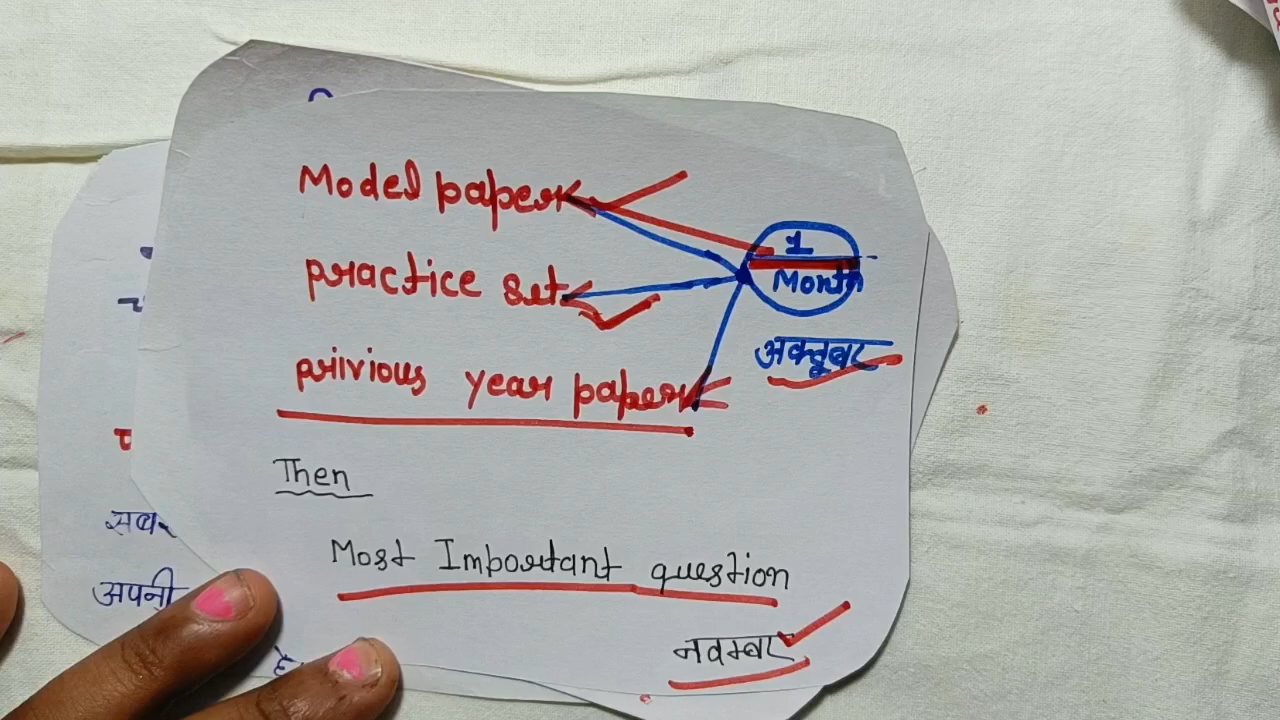 Model paper
practice set
privious year paper
1
Month
अक्टूबर
Then
Most Important question
नवम्बर
अपनी